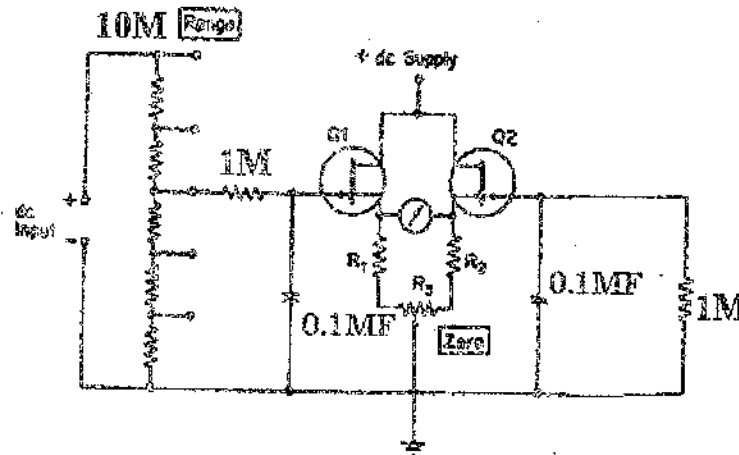 10M Range
+ dc Supply
Q1
Q2
1M
+
dc
Input
-
R1
R2
R3
0.1MF
0.1MF
1M
Zero